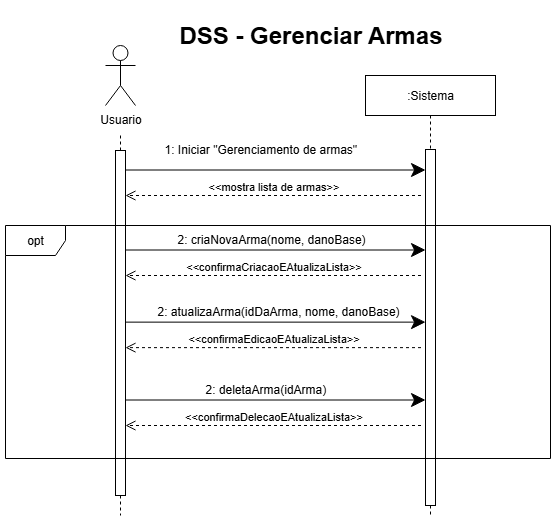 DSS - Gerenciar Armas
Usuario
:Sistema
1: Iniciar "Gerenciamento de armas"
<<mostra lista de armas>>
opt
2: criaNovaArma(nome, danoBase)
<<confirmaCriacaoEAtualizaLista>>
2: atualizaArma(idDaArma, nome, danoBase)
<<confirmaEdicaoEAtualizaLista>>
2: deletaArma(idArma)
<<confirmaDelecaoEAtualizaLista>>